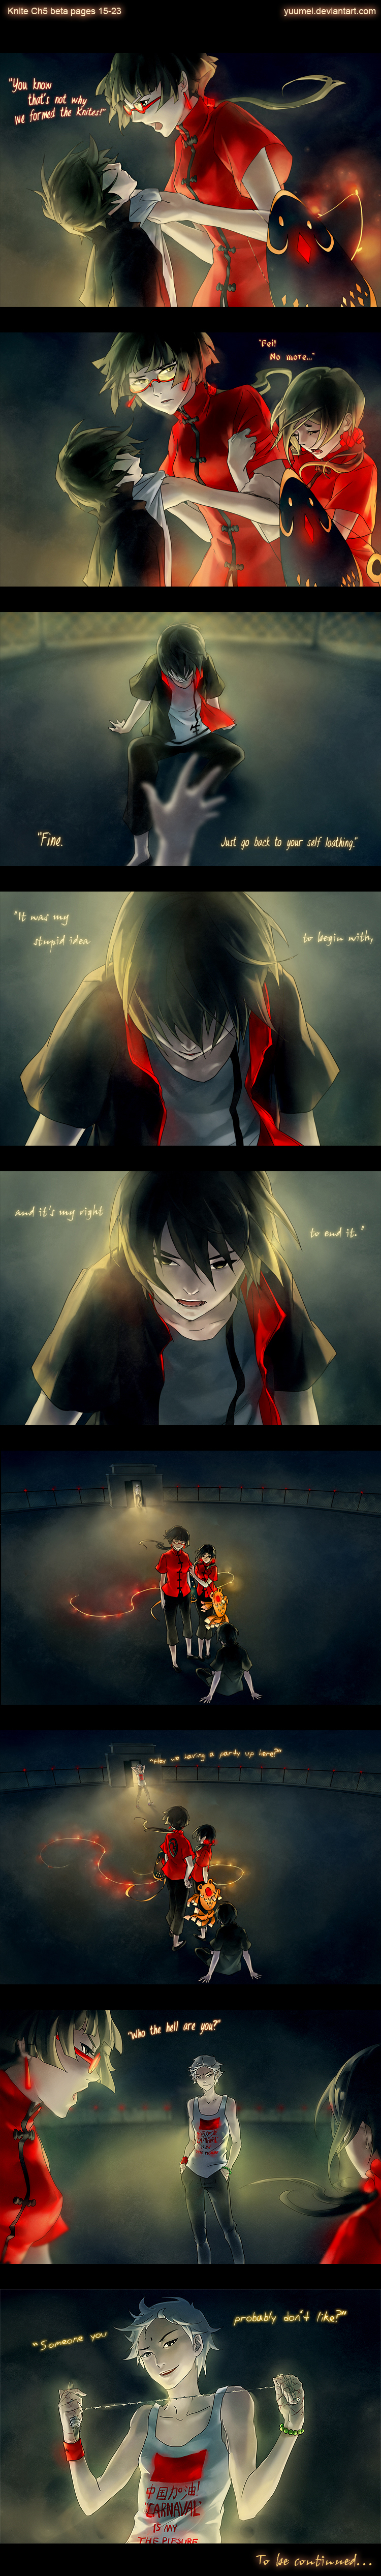 Knite Ch5 beta pages 15-23
yuumei.deviantart.com
"You know
that's not why
we formed the Knites!"
"Fei!
No more..."
"Fine.
Just go back to your self loathing."
"It was my
stupid idea
to begin with,
and it's my right
to end it."
"Hey we having a party up here?"
"Who the hell are you?"
"Someone you
probably don't like?"
中国加油!
"CARNAVAL"
IS MY
THE PLESURE
To be continued...